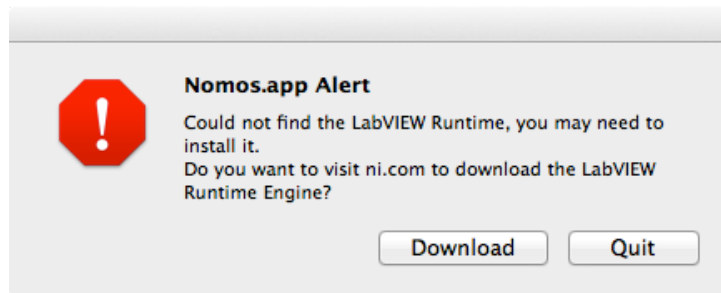 Nomos.app Alert
Could not find the LabVIEW Runtime, you may need to
install it.
Do you want to visit ni.com to download the LabVIEW
Runtime Engine?
Download
Quit